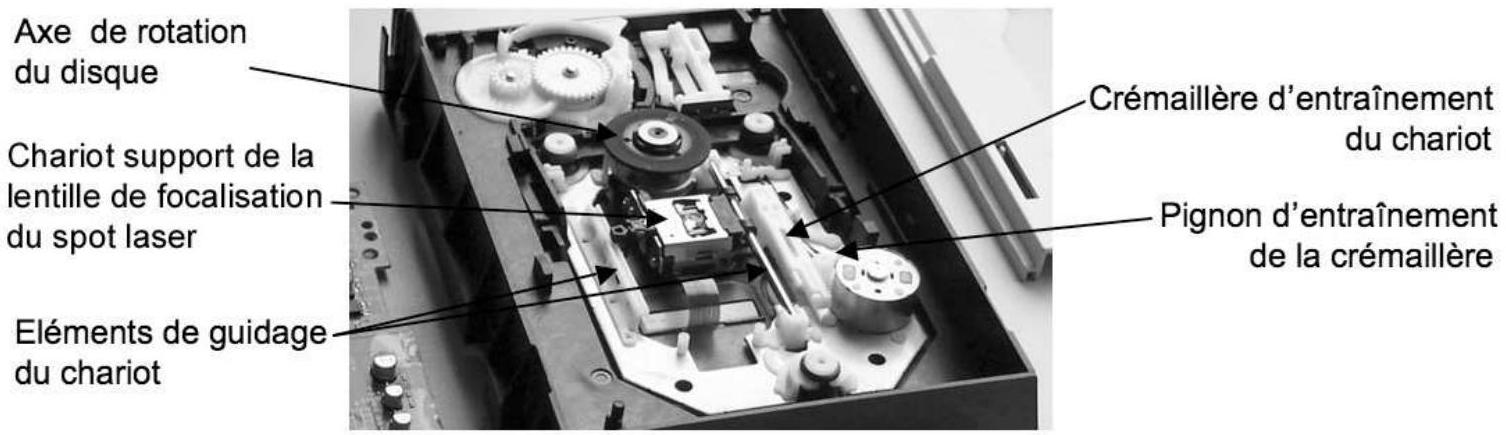 Axe de rotation
du disque
Chariot support de la
lentille de focalisation
du spot laser
Eléments de guidage
du chariot
Crémaillère d'entraînement
du chariot
Pignon d'entraînement
de la crémaillère